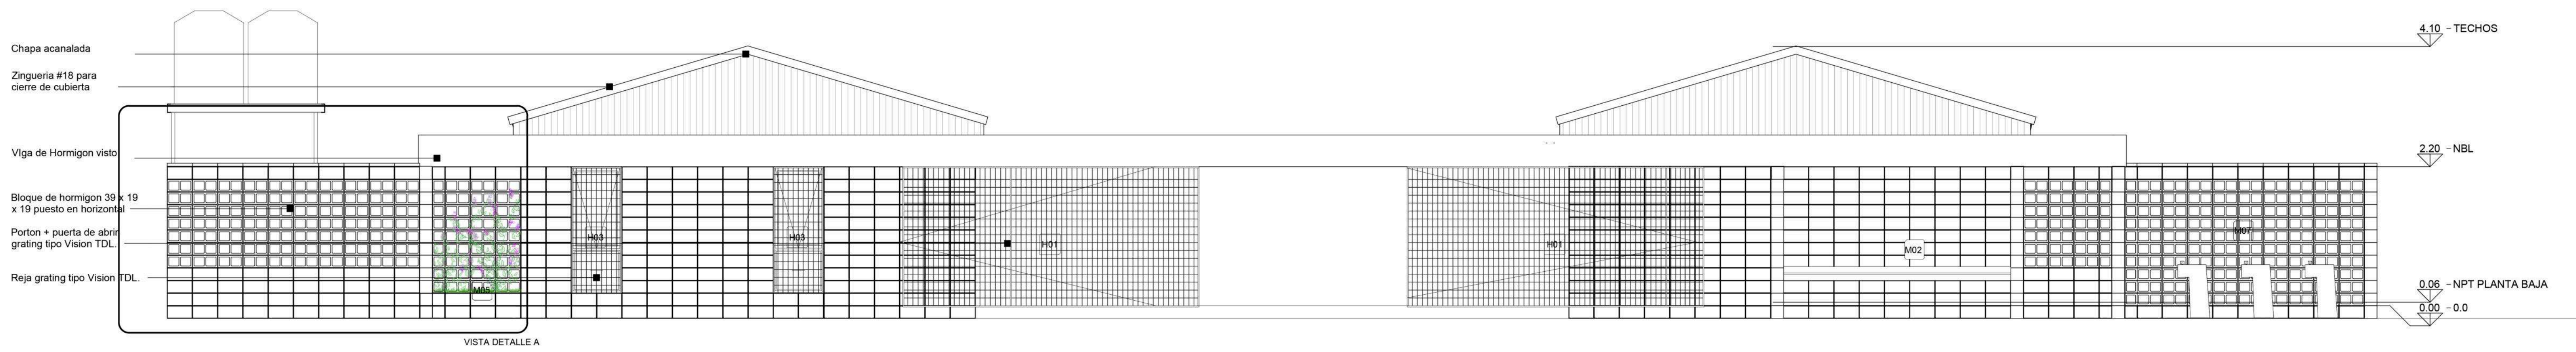 Chapa acanalada
Zingueria #18 para
cierre de cubierta
VIga de Hormigon visto
Bloque de hormigon 39 x 19
x 19 puesto en horizontal
Porton + puerta de abrir
grating tipo Vision TDL.
Reja grating tipo Vision TDL.
M05
H03
H03
H01
H01
M02
M07
4.10 - TECHOS
2.20 - NBL
0.06 - NPT PLANTA BAJA
0.00 - 0.0
VISTA DETALLE A